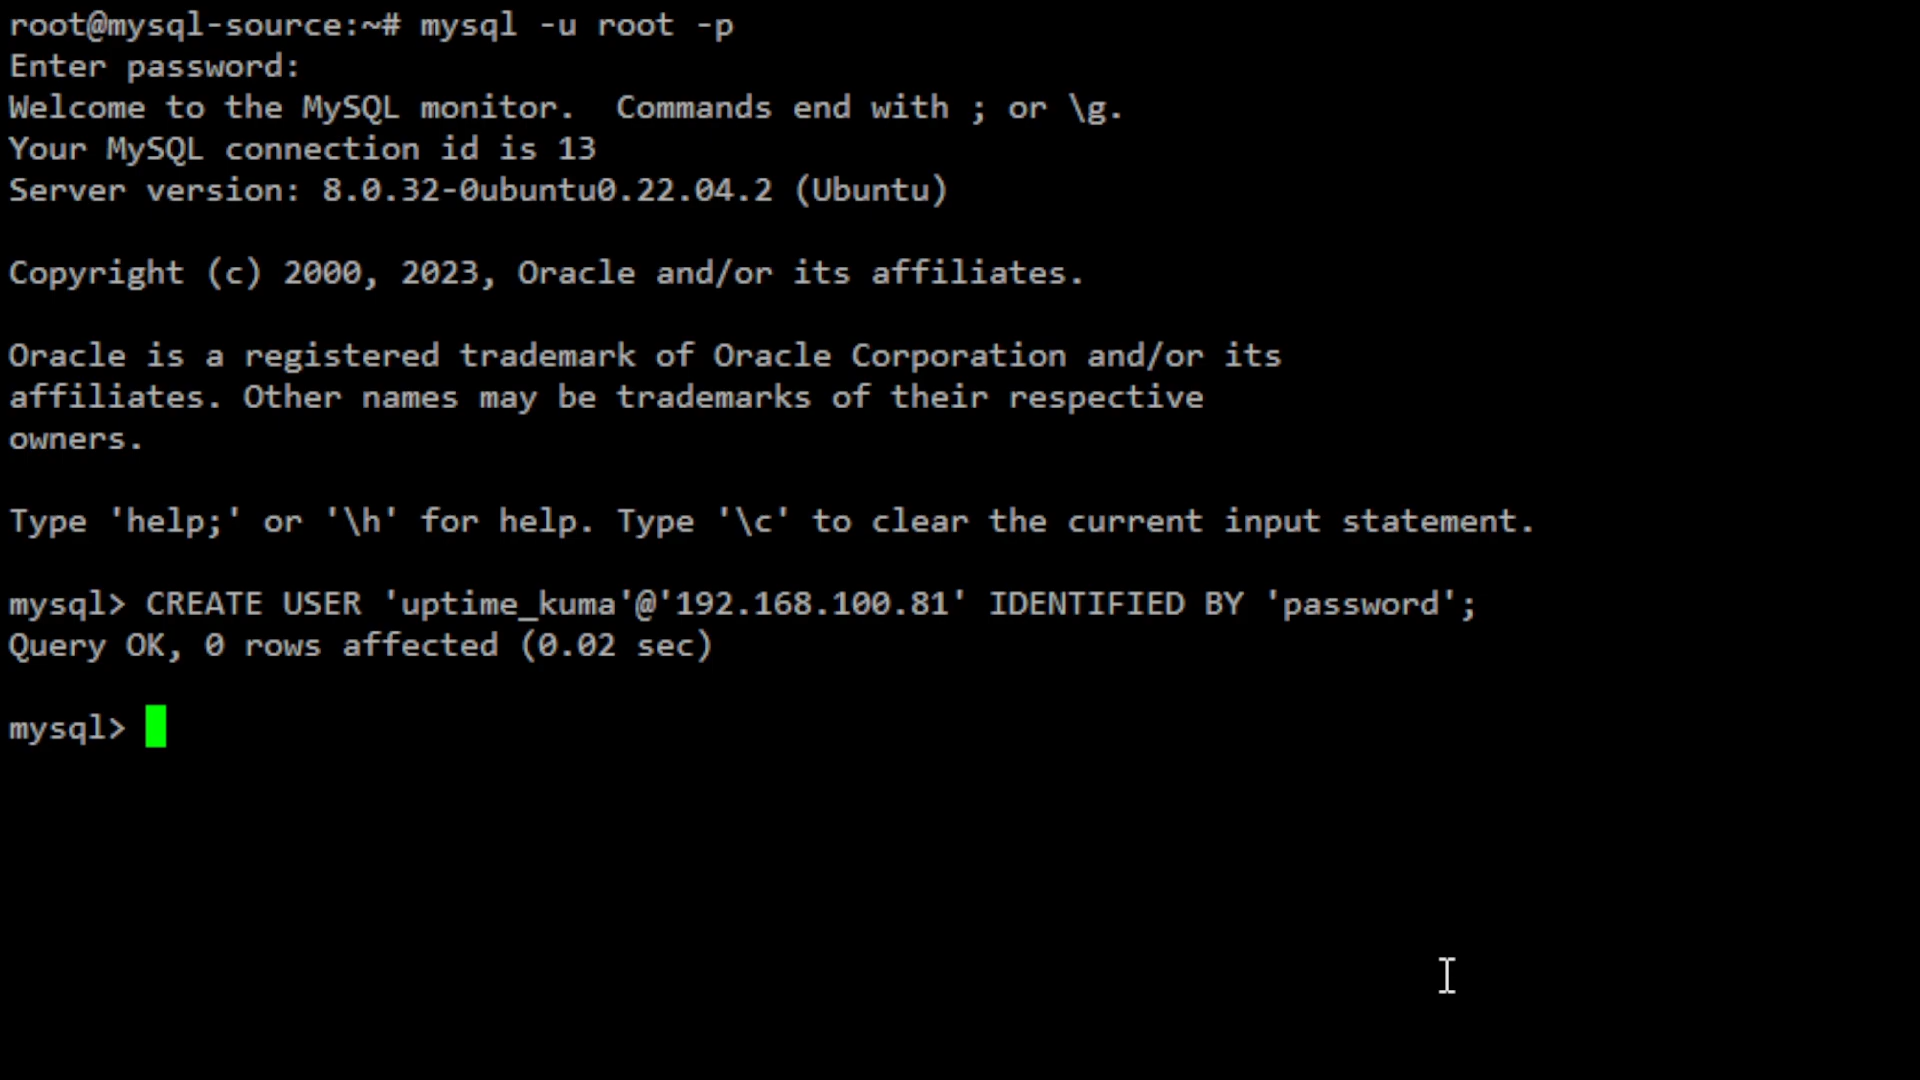 root@mysql-source:~# mysql -u root -p
Enter password:
Welcome to the MySQL monitor.  Commands end with ; or \g.
Your MySQL connection id is 13
Server version: 8.0.32-0ubuntu0.22.04.2 (Ubuntu)
Copyright (c) 2000, 2023, Oracle and/or its affiliates.
Oracle is a registered trademark of Oracle Corporation and/or its
affiliates. Other names may be trademarks of their respective
owners.
Type 'help;' or '\h' for help. Type '\c' to clear the current input statement.
mysql> CREATE USER 'uptime_kuma'@'192.168.100.81' IDENTIFIED BY 'password';
Query OK, 0 rows affected (0.02 sec)
mysql>